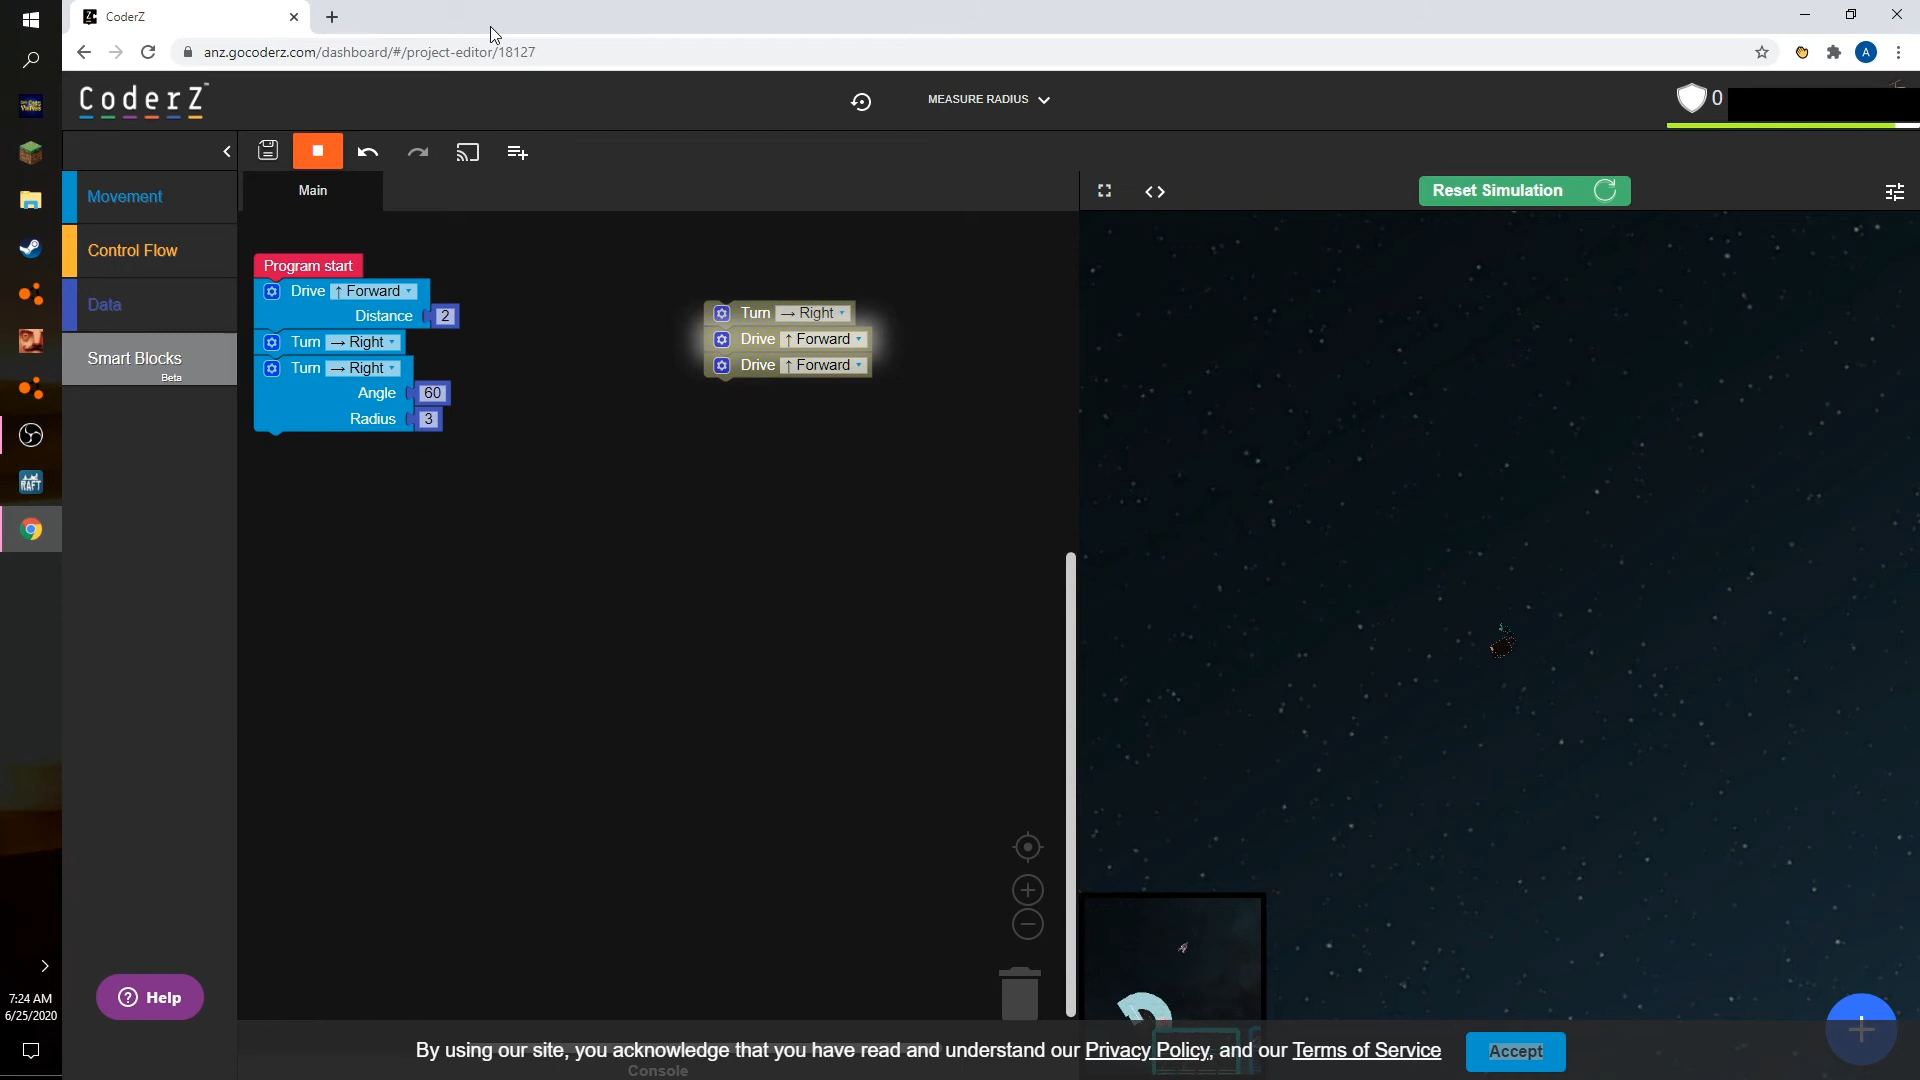 CoderZ
anz.gocoderz.com/dashboard/#/project-editor/18127
A
CoderZ™
MEASURE RADIUS
0
Movement
Control Flow
Data
Smart Blocks
Beta
Main
Reset Simulation
Program start
Drive ↑ Forward
Distance 2
Turn → Right
Turn → Right
Angle 60
Radius 3
Turn → Right
Drive ↑ Forward
Drive ↑ Forward
RAFT
Help
7:24 AM
6/25/2020
By using our site, you acknowledge that you have read and understand our Privacy Policy, and our Terms of Service
Accept
Console